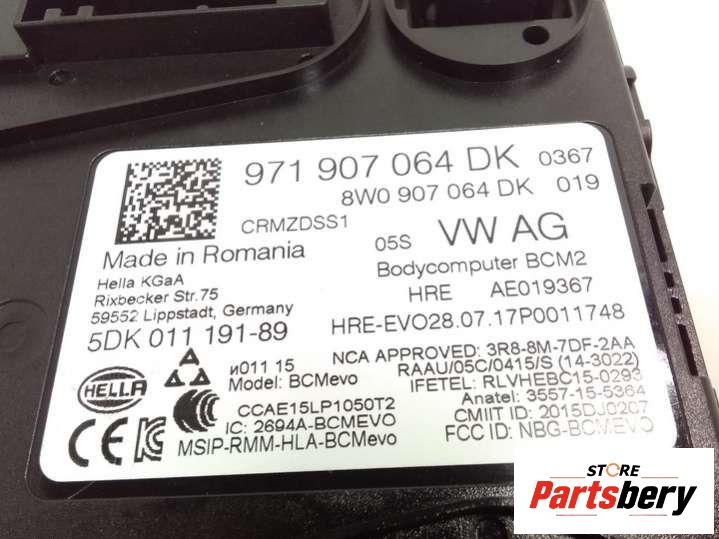 971 907 064 DK 0367
8W0 907 064 DK 019
CRMZDSS1
05S VW AG
Made in Romania
Bodycomputer BCM2
Hella KGaA
Rixbecker Str.75
59552 Lippstadt, Germany
HRE AE019367
5DK 011 191-89
HRE-EVO28.07.17P0011748
и011 15
Model: BCMevo
NCA APPROVED: 3R8-8M-7DF-2AA
RAAU/05C/0415/S (14-3022)
IFETEL: RLVHEBC15-0293
Anatel: 3557-15-5364
CMIIT ID: 2015DJ0207
FCC ID: NBG-BCMEVO
HELLA
CCAE15LP1050T2
IC: 2694A-BCMEVO
MSIP-RMM-HLA-BCMevo
CE
STORE
Partsbery